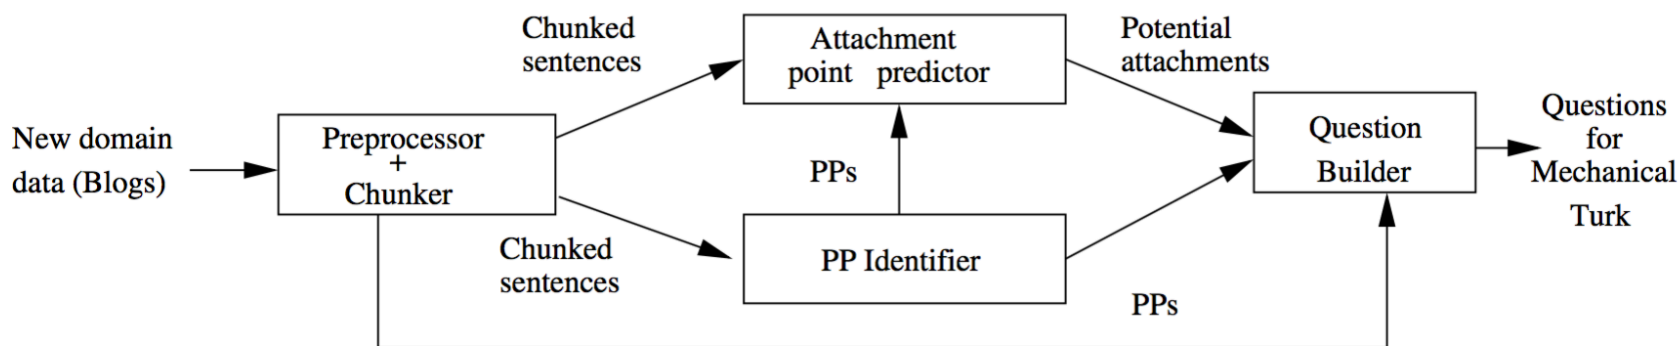 New domain
data (Blogs)
Preprocessor
+
Chunker
Chunked
sentences
Chunked
sentences
Attachment
point predictor
PPs
PP Identifier
Potential
attachments
PPs
Question
Builder
Questions
for
Mechanical
Turk